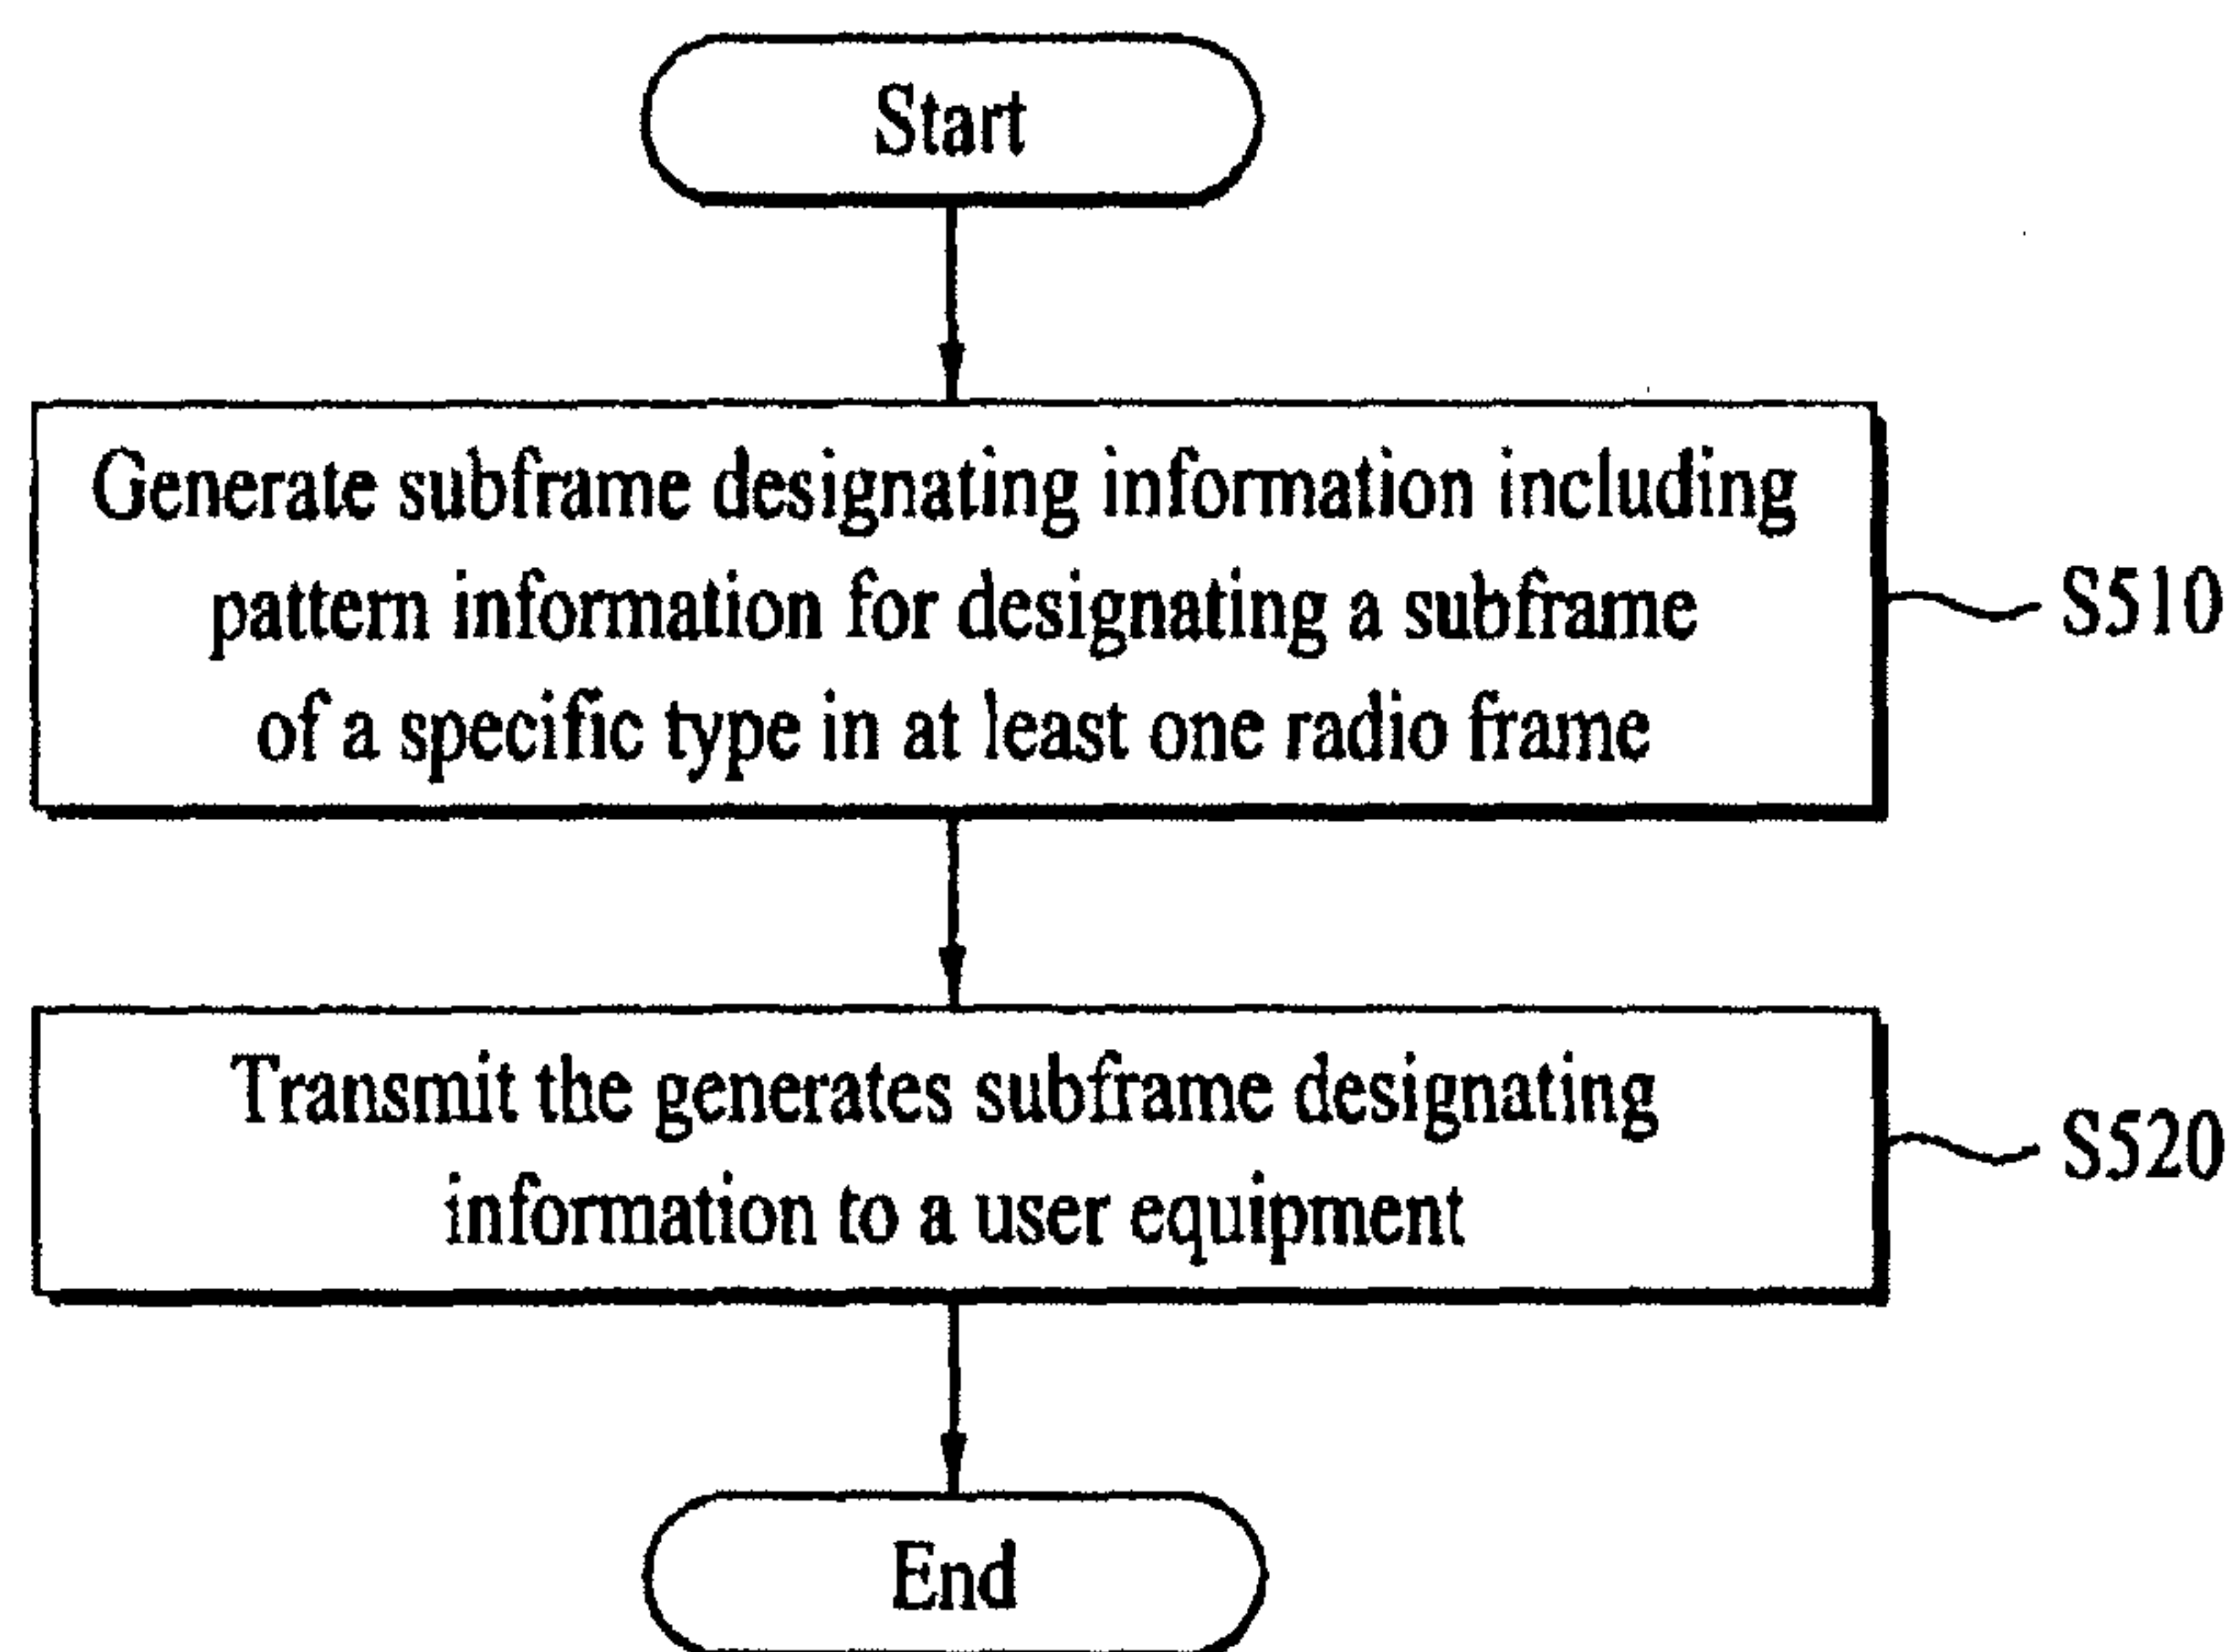 Start
Generate subframe designating information including
pattern information for designating a subframe
of a specific type in at least one radio frame
S510
Transmit the generates subframe designating
information to a user equipment
S520
End